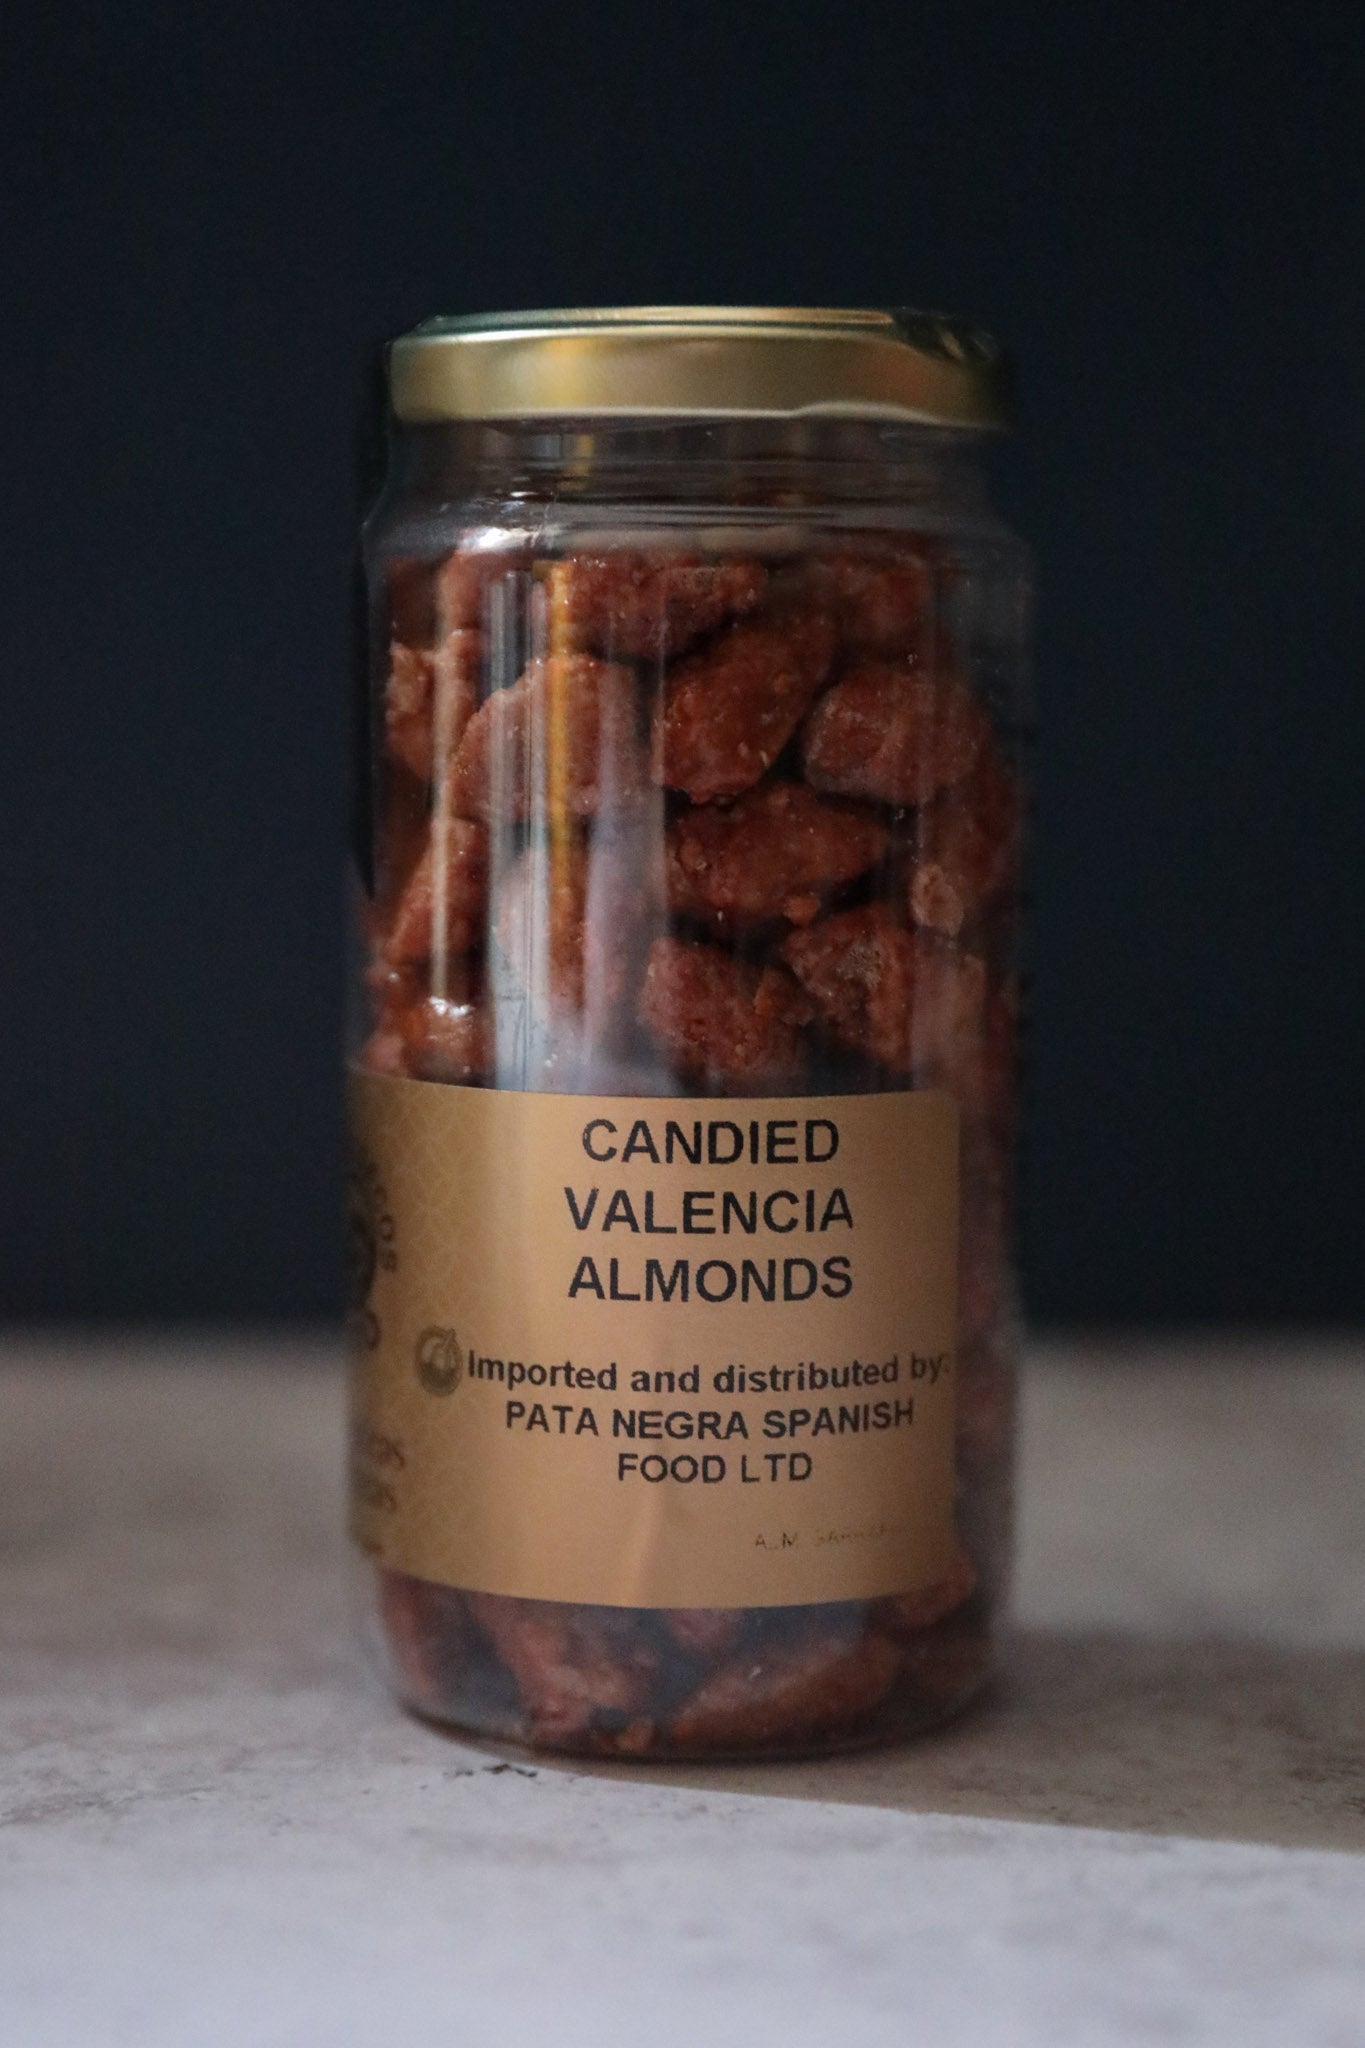 CANDIED
VALENCIA
ALMONDS
Imported and distributed by:
PATA NEGRA SPANISH
FOOD LTD